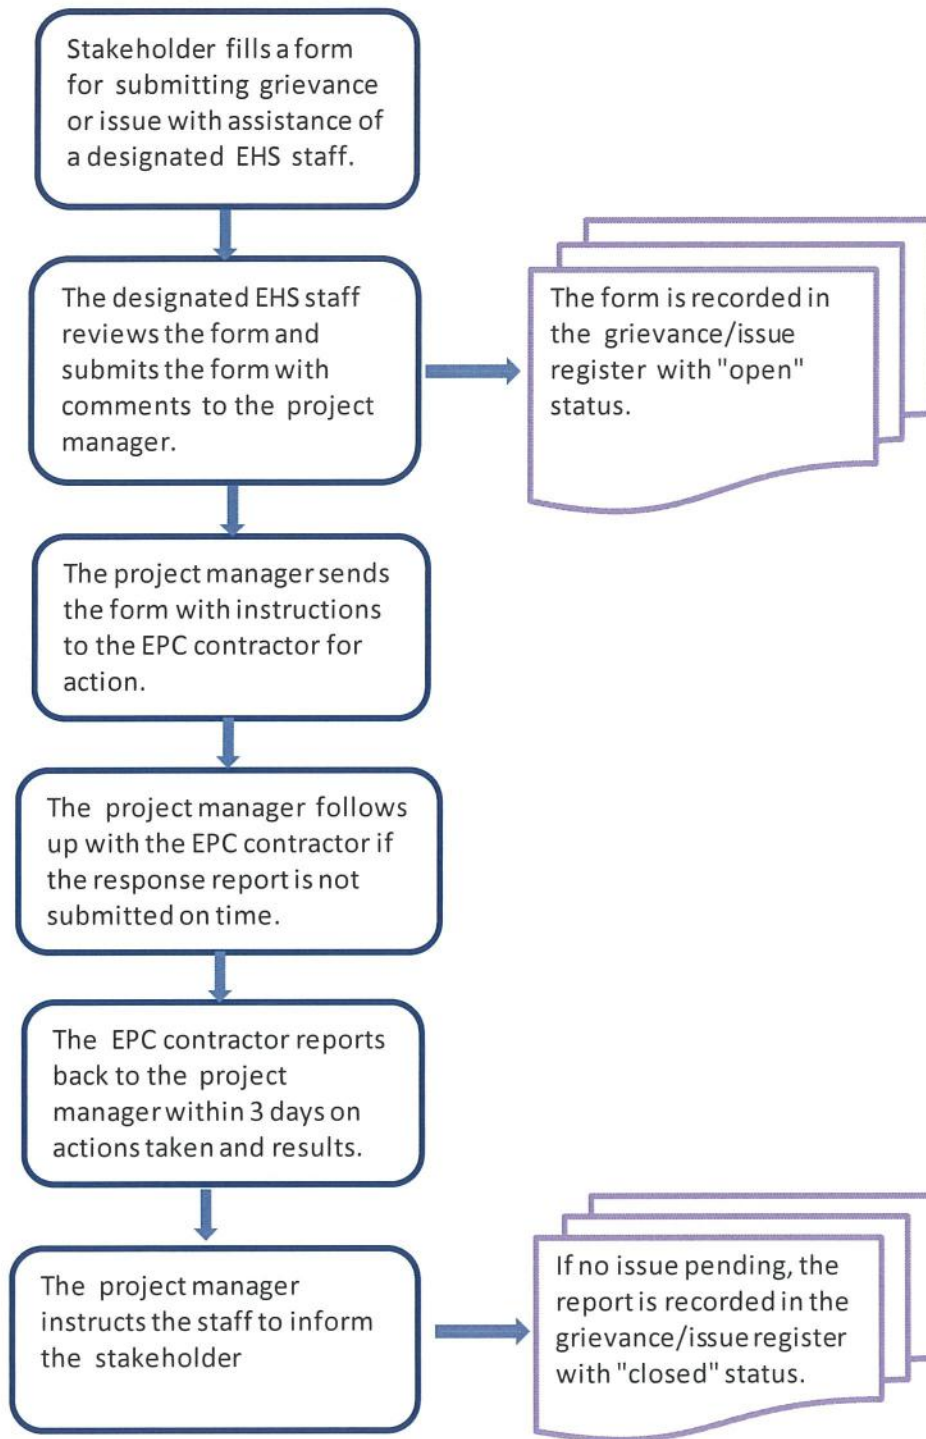 Stakeholder fills a form
for submitting grievance
or issue with assistance of
a designated EHS staff.
The designated EHS staff
reviews the form and
submits the form with
comments to the project
manager.
The form is recorded in
the grievance/issue
register with "open"
status.
The project manager sends
the form with instructions
to the EPC contractor for
action.
The project manager follows
up with the EPC contractor if
the response report is not
submitted on time.
The EPC contractor reports
back to the project
manager within 3 days on
actions taken and results.
The project manager
instructs the staff to inform
the stakeholder
If no issue pending, the
report is recorded in the
grievance/issue register
with "closed" status.